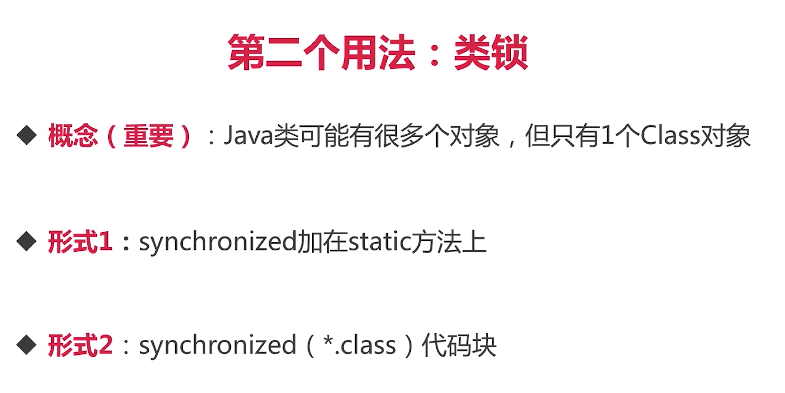 第二个用法：类锁
◆ 概念（重要）：Java类可能有很多个对象，但只有1个Class对象
◆ 形式1：synchronized加在static方法上
◆ 形式2：synchronized（*.class）代码块